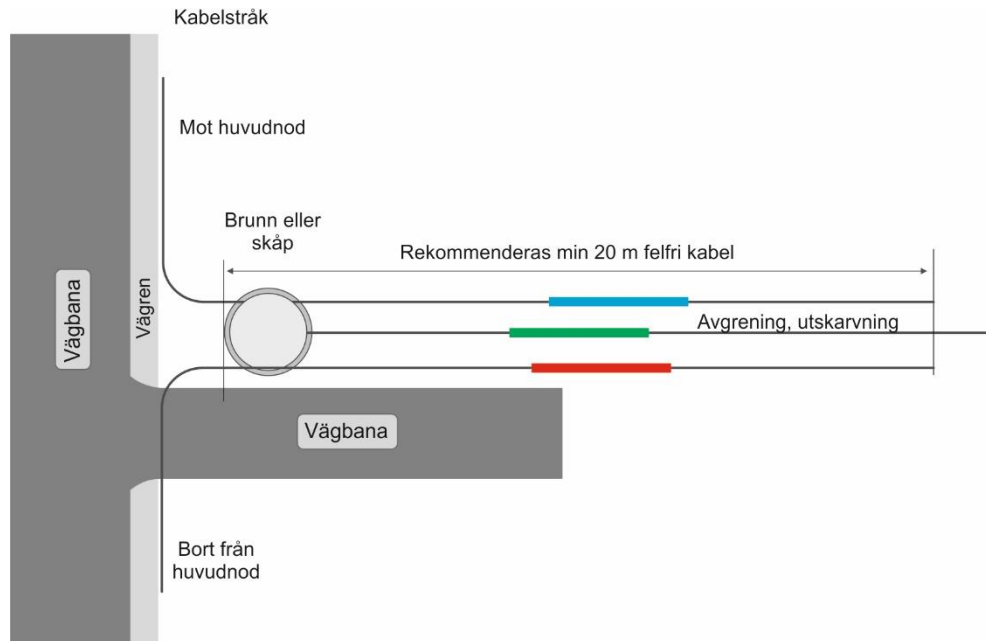 Kabelstråk
Mot huvudnod
Brunn eller
skåp
Rekommenderas min 20 m felfri kabel
Vägbana
Vägren
Avgrening, utskarvning
Vägbana
Bort från
huvudnod